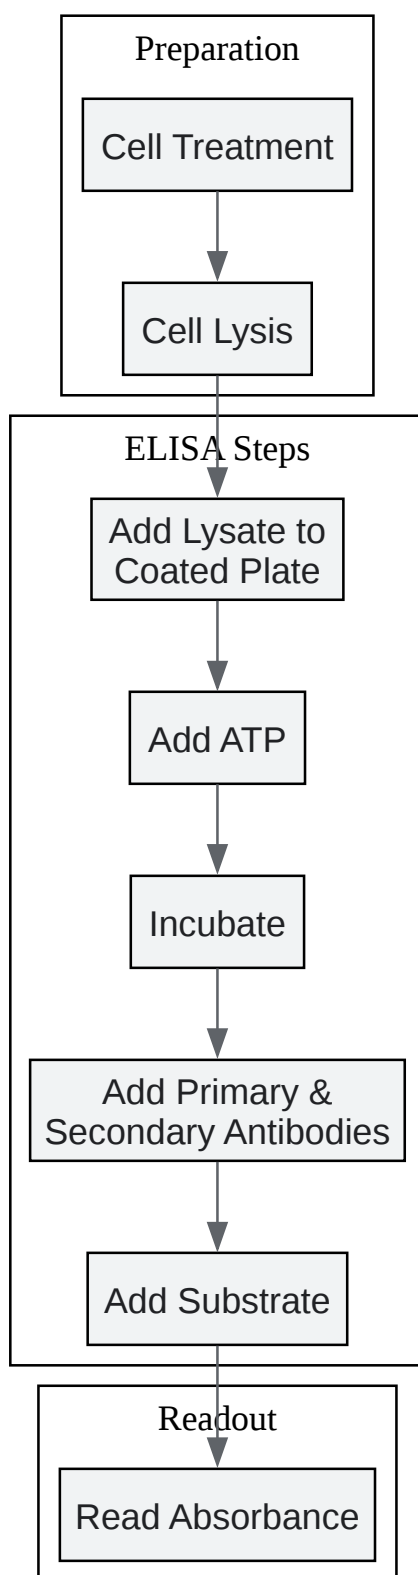 Preparation
Cell Treatment
Cell Lysis
ELISA Steps
Add Lysate to
Coated Plate
Add ATP
Incubate
Add Primary &
Secondary Antibodies
Add Substrate
Readout
Read Absorbance